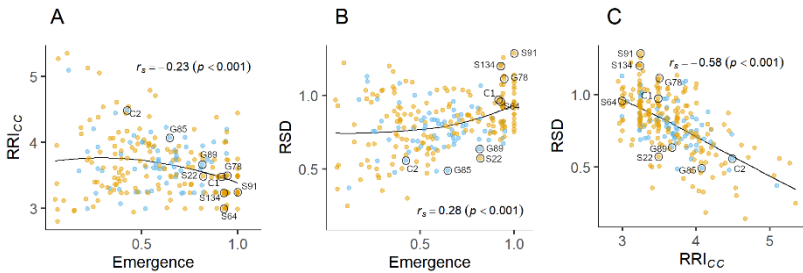 A
r_s = −0.23 (p < 0.001)
RRI_CC
5
4
3
C2
G85
G89
G78
S22
C1
S91
S134
S64
0.5
1.0
Emergence
B
RSD
1.0
0.5
S91
S134
G78
C1
S64
G89
C2
S22
G85
r_s = 0.28 (p < 0.001)
0.5
1.0
Emergence
C
r_s = −0.58 (p < 0.001)
RSD
1.0
0.5
S91
S134
G78
C1
S64
G89
S22
C2
G85
3
4
5
RRI_CC